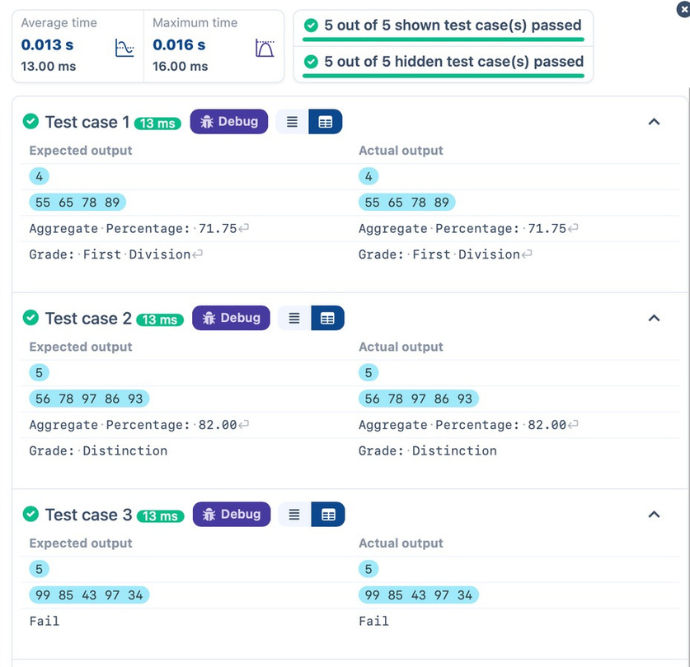 Average time
0.013 s
13.00 ms
Maximum time
0.016 s
16.00 ms
5 out of 5 shown test case(s) passed
5 out of 5 hidden test case(s) passed
Test case 1 13 ms Debug
Expected output Actual output
4 4
55 65 78 89 55 65 78 89
Aggregate·Percentage:·71.75⏎ Aggregate·Percentage:·71.75⏎
Grade:·First·Division⏎ Grade:·First·Division⏎
Test case 2 13 ms Debug
Expected output Actual output
5 5
56 78 97 86 93 56 78 97 86 93
Aggregate·Percentage:·82.00⏎ Aggregate·Percentage:·82.00⏎
Grade:·Distinction Grade:·Distinction
Test case 3 13 ms Debug
Expected output Actual output
5 5
99 85 43 97 34 99 85 43 97 34
Fail Fail